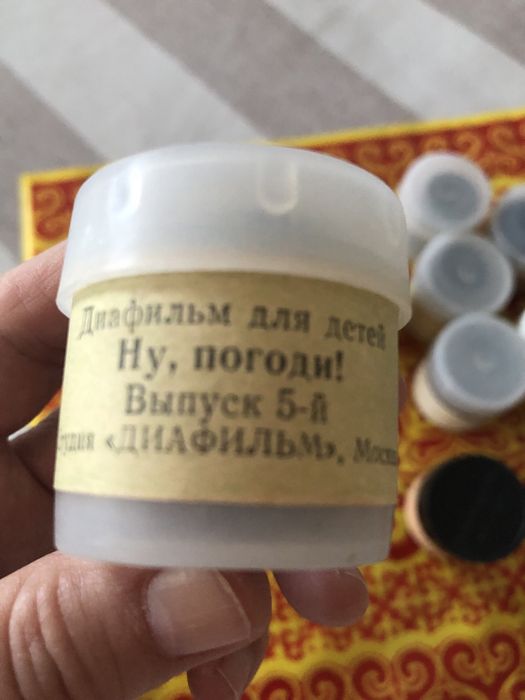 Диафильм для детей
Ну, погоди!
Выпуск 5-й
«ДИАФИЛЬМ»,